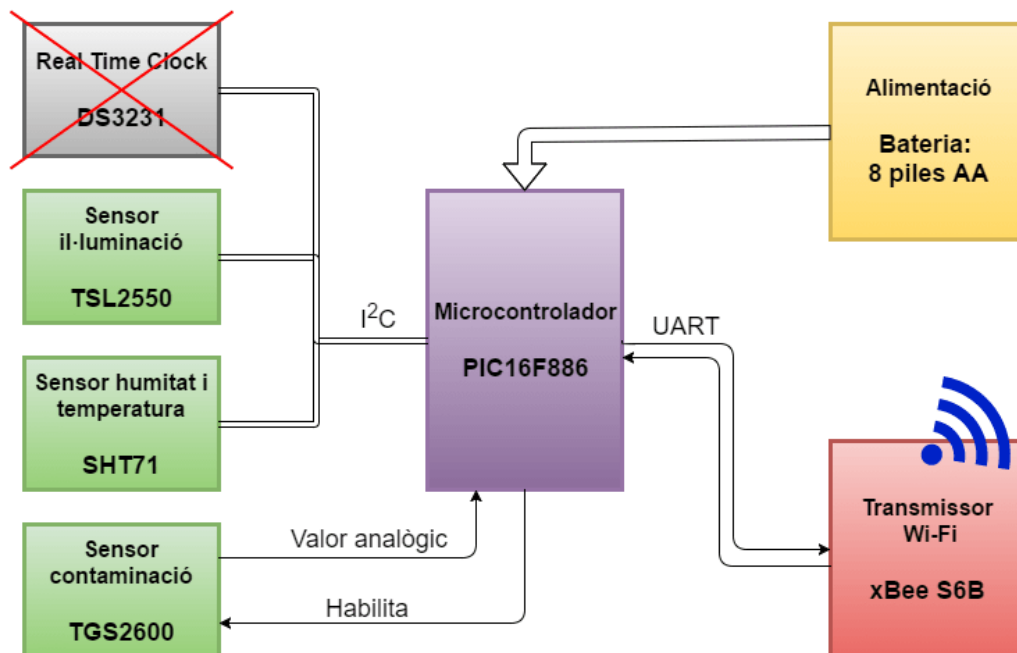 Real Time Clock
DS3231
Sensor
il·luminació
TSL2550
Sensor humitat i
temperatura
SHT71
Sensor
contaminació
TGS2600
I²C
Valor analògic
Habilita
Microcontrolador
PIC16F886
UART
Alimentació
Bateria:
8 piles AA
Transmissor
Wi-Fi
xBee S6B